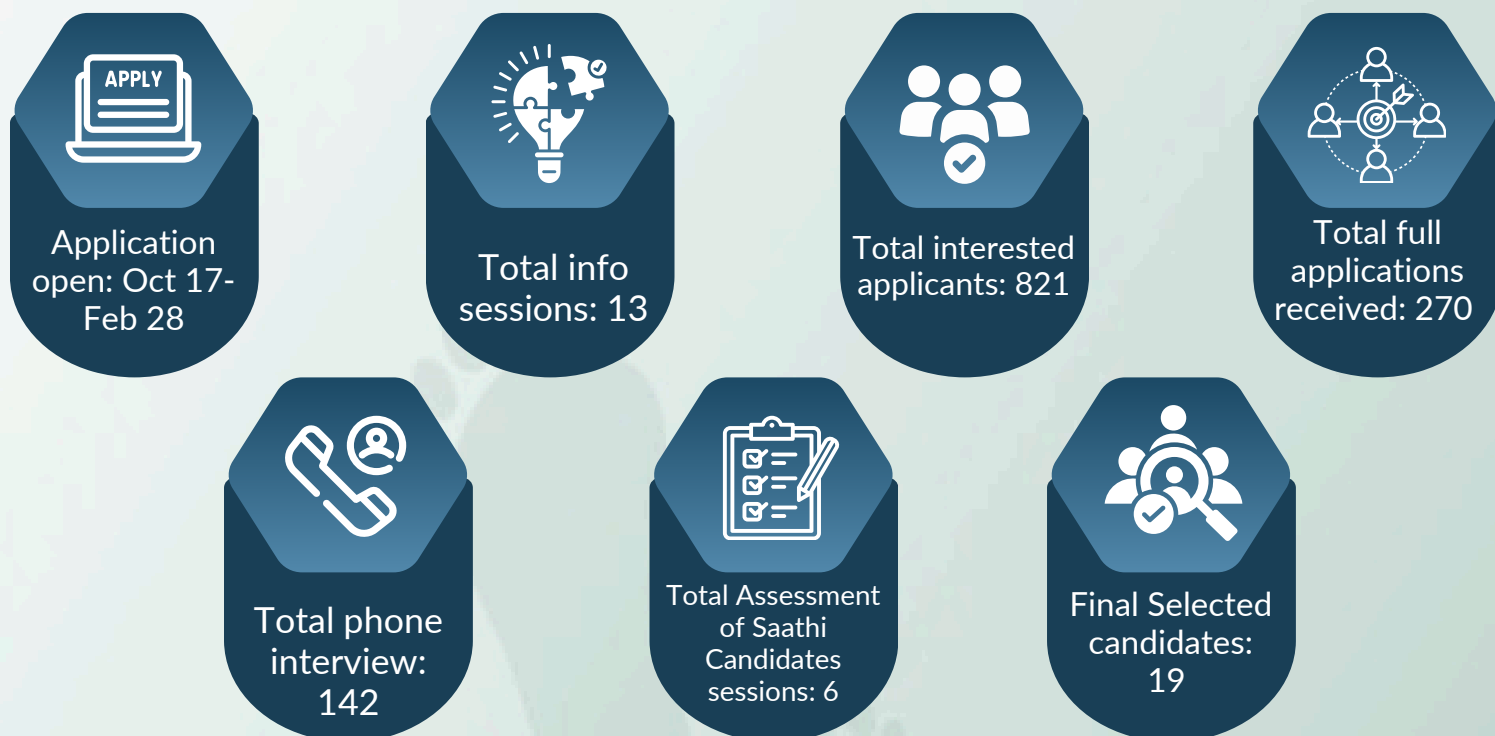 APPLY
Application
open: Oct 17-
Feb 28
Total info
sessions: 13
Total interested
applicants: 821
Total full
applications
received: 270
Total phone
interview:
142
Total Assessment
of Saathi
Candidates
sessions: 6
Final Selected
candidates:
19